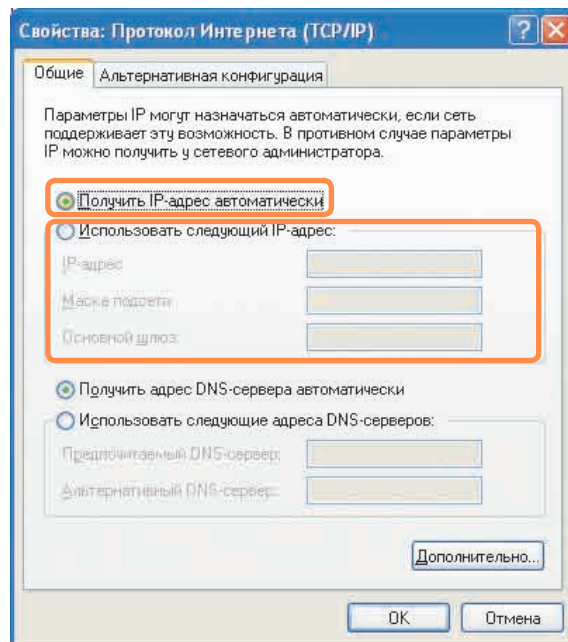 Свойства: Протокол Интернета (TCP/IP)
Общие
Альтернативная конфигурация
Параметры IP могут назначаться автоматически, если сеть
поддерживает эту возможность. В противном случае параметры
IP можно получить у сетевого администратора.
Получить IP-адрес автоматически
Использовать следующий IP-адрес:
IP-адрес
Маска подсети
Основной шлюз:
Получить адрес DNS-сервера автоматически
Использовать следующие адреса DNS-серверов:
Предпочитаемый DNS-сервер:
Альтернативный DNS-сервер:
Дополнительно...
OK
Отмена